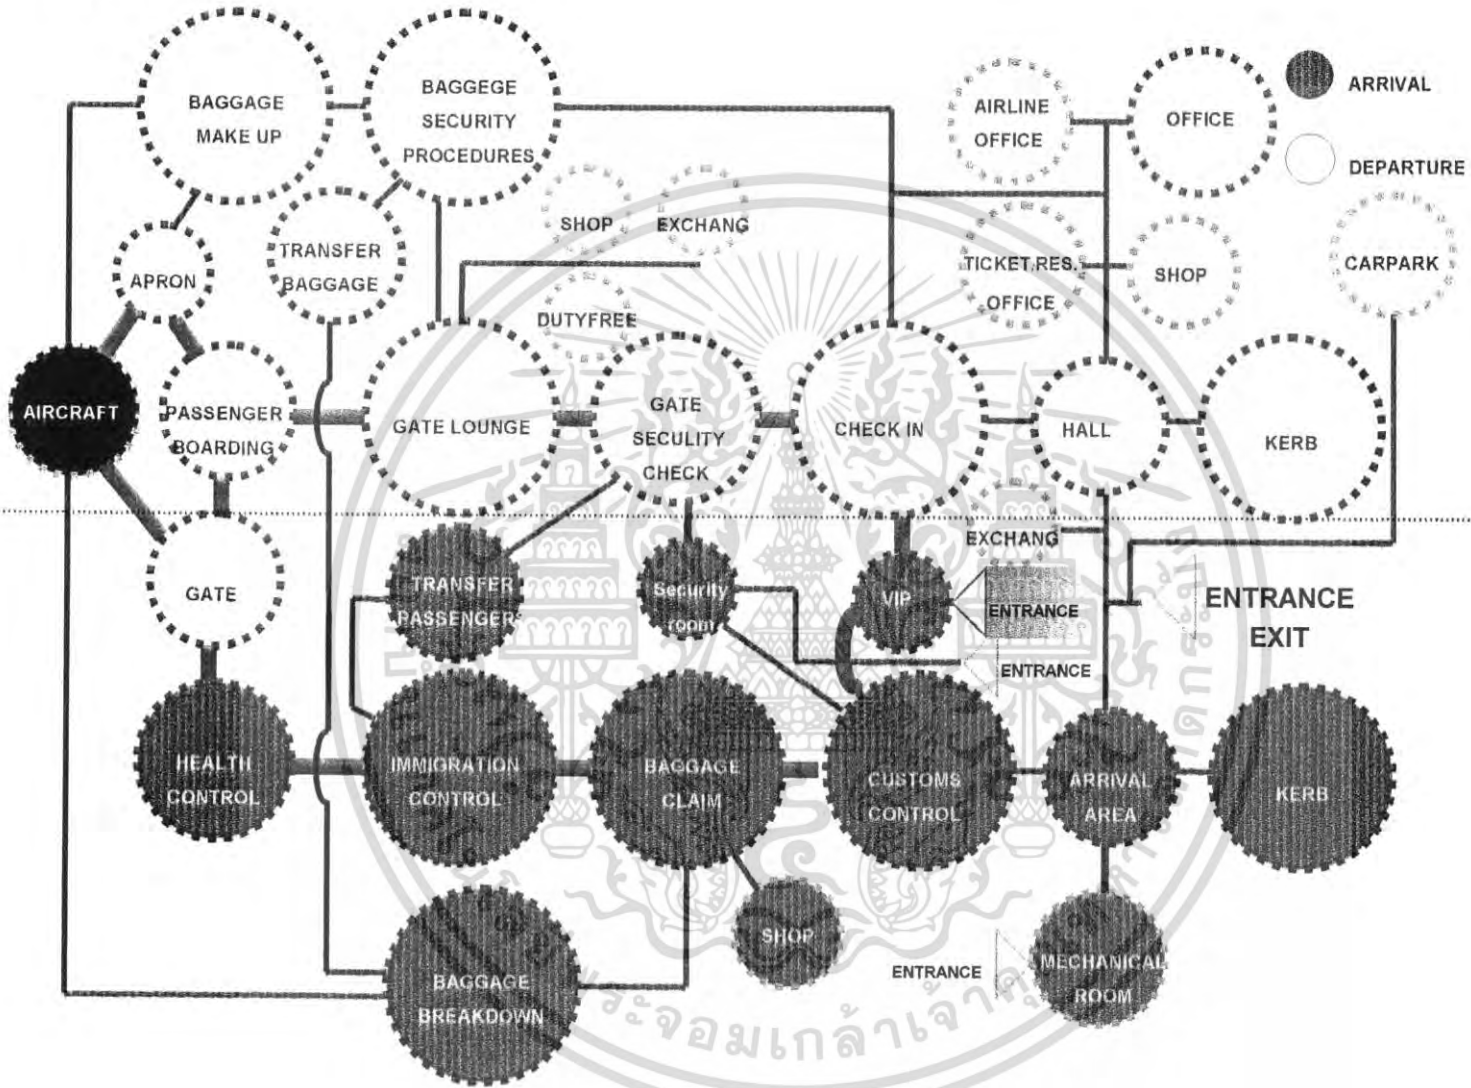 BAGGAGE
MAKE UP
BAGGEGE
SECURITY
PROCEDURES
AIRLINE
OFFICE
OFFICE
ARRIVAL
DEPARTURE
SHOP
EXCHANG
APRON
TRANSFER
BAGGAGE
TICKET.RES.
OFFICE
SHOP
CARPARK
DUTYFREE
AIRCRAFT
PASSENGER
BOARDING
GATE LOUNGE
GATE
SECULITY
CHECK
CHECK IN
HALL
KERB
EXCHANG
GATE
TRANSFER
PASSENGER
Security
room
VIP
ENTRANCE
ENTRANCE
ENTRANCE
EXIT
HEALTH
CONTROL
IMMIGRATION
CONTROL
BAGGAGE
CLAIM
CUSTOMS
CONTROL
ARRIVAL
AREA
KERB
BAGGAGE
BREAKDOWN
SHOP
ENTRANCE
MECHANICAL
ROOM